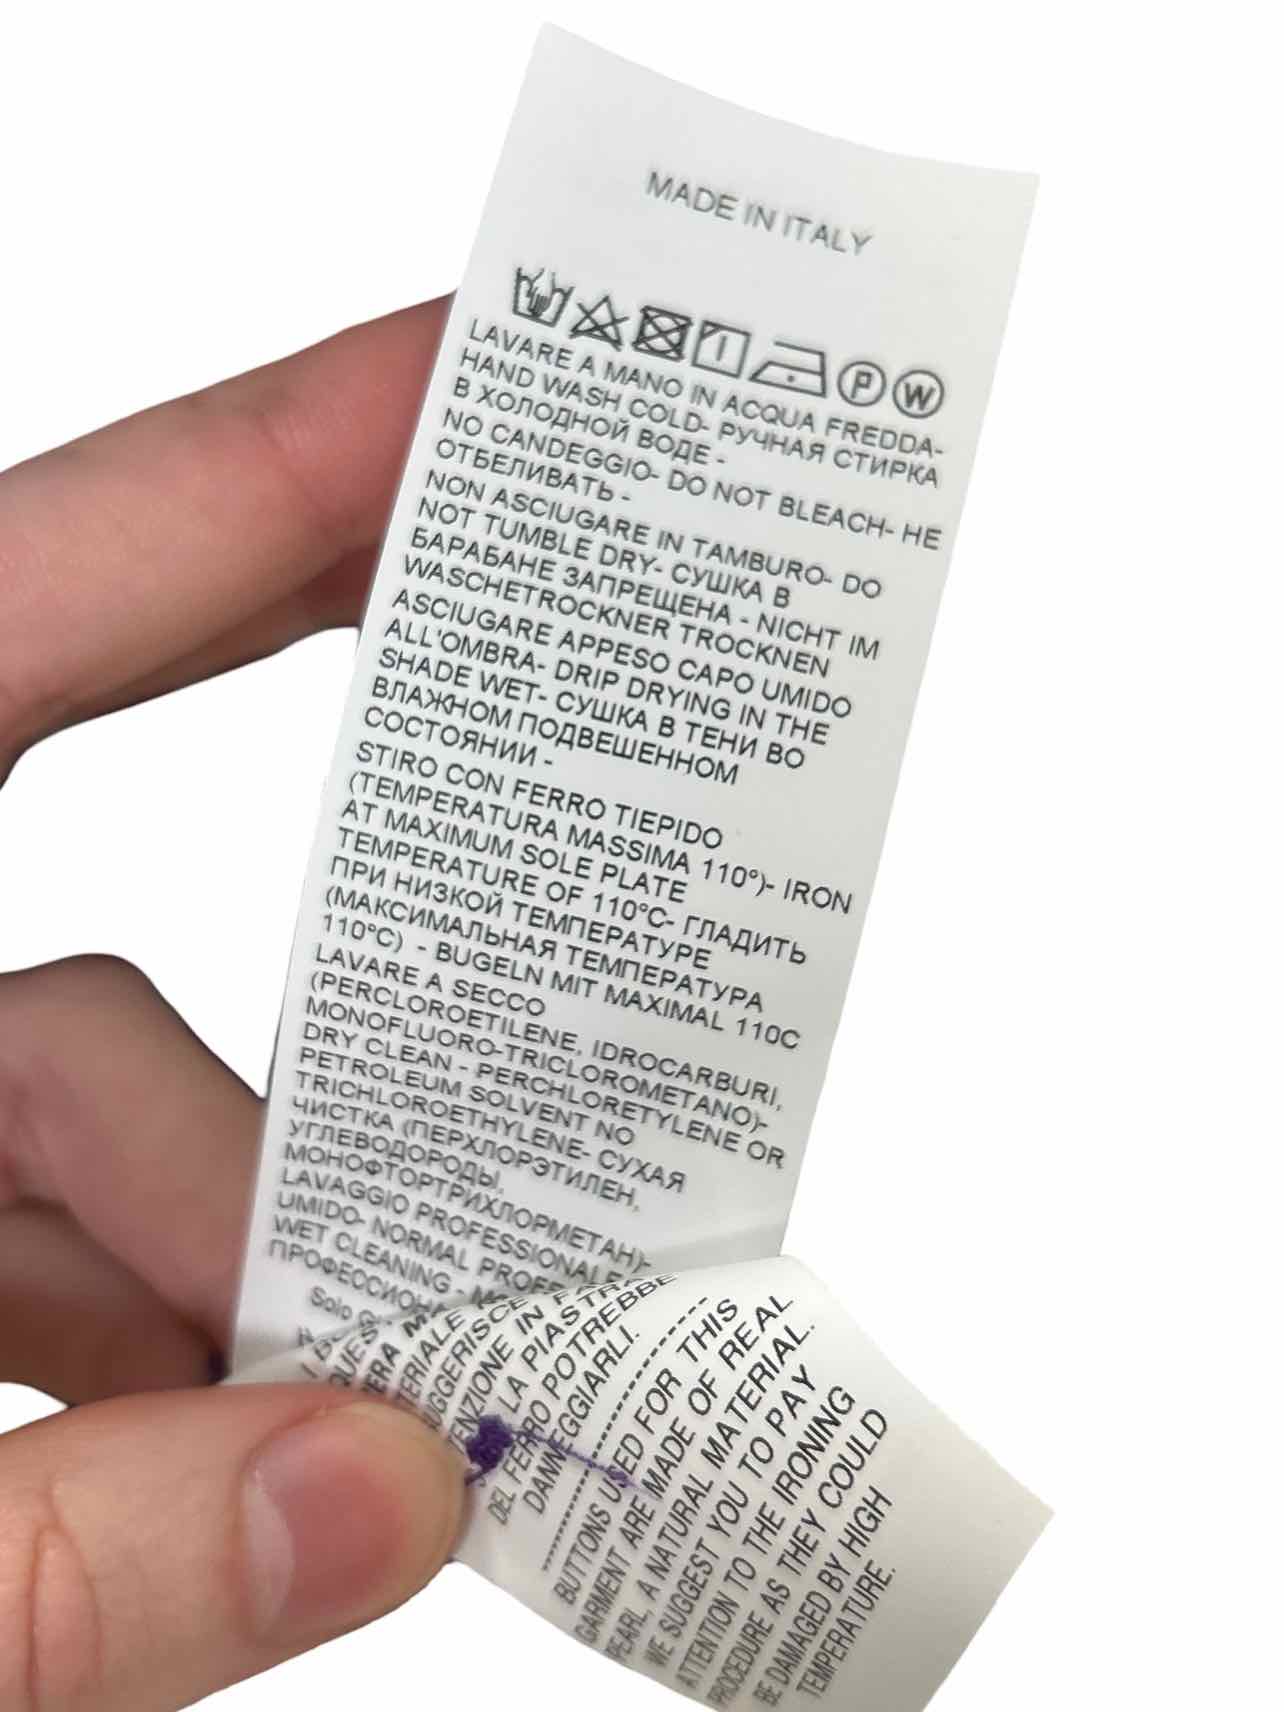 MADE IN ITALY
P W
LAVARE A MANO IN ACQUA FREDDA-
HAND WASH COLD- РУЧНАЯ СТИРКА
В ХОЛОДНОЙ ВОДЕ -
NO CANDEGGIO- DO NOT BLEACH- НЕ
ОТБЕЛИВАТЬ -
NON ASCIUGARE IN TAMBURO- DO
NOT TUMBLE DRY- СУШКА В
БАРАБАНЕ ЗАПРЕЩЕНА - NICHT IM
WASCHETROCKNER TROCKNEN
ASCIUGARE APPESO CAPO UMIDO
ALL'OMBRA- DRIP DRYING IN THE
SHADE WET- СУШКА В ТЕНИ ВО
ВЛАЖНОМ ПОДВЕШЕННОМ
СОСТОЯНИИ -
STIRO CON FERRO TIEPIDO
(TEMPERATURA MASSIMA 110°)- IRON
AT MAXIMUM SOLE PLATE
TEMPERATURE OF 110°C- ГЛАДИТЬ
ПРИ НИЗКОЙ ТЕМПЕРАТУРЕ
(МАКСИМАЛЬНАЯ ТЕМПЕРАТУРА
110°C) - BUGELN MIT MAXIMAL 110C
LAVARE A SECCO
(PERCLOROETILENE, IDROCARBURI,
MONOFLUORO-TRICLOROMETANO)-
DRY CLEAN - PERCHLORETYLENE OR
PETROLEUM SOLVENT NO
TRICHLOROETHYLENE- СУХАЯ
ЧИСТКА (ПЕРХЛОРЭТИЛЕН,
УГЛЕВОДОРОДЫ,
МОНОФТОРТРИХЛОРМЕТАН)-
LAVAGGIO PROFESSIONALE
UMIDO- NORMAL PROFE
WET CLEANING -
ПРОФЕССИОНА
Solo
LA PIASTRA
DEL FERRO POTREBBE
DANNEGGIARLI.
BUTTONS USED FOR THIS
GARMENT ARE MADE OF REAL
PEARL, A NATURAL MATERIAL.
WE SUGGEST YOU TO PAY
ATTENTION TO THE IRONING
PROCEDURE AS THEY COULD
BE DAMAGED BY HIGH
TEMPERATURE.